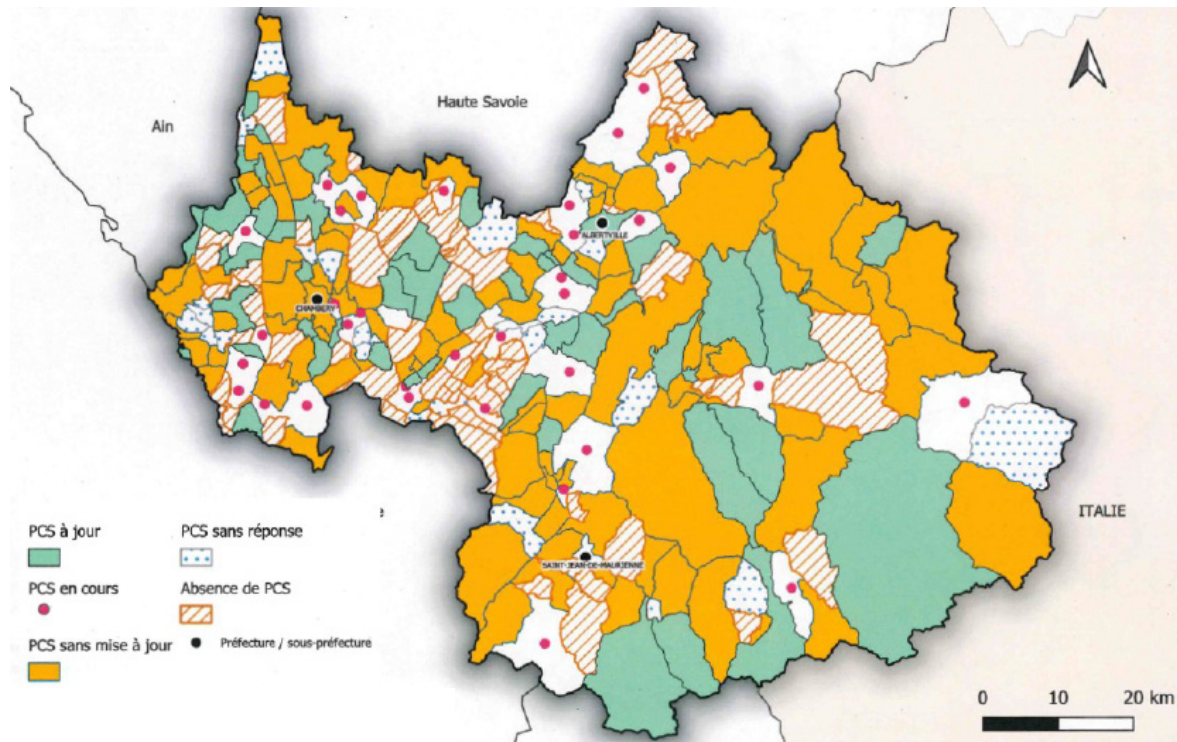 Haute Savoie
Ain
ALBERTVILLE
CHAMBERY
ITALIE
SAINT-JEAN-DE-MAURIENNE
PCS à jour
PCS sans réponse
PCS en cours
Absence de PCS
PCS sans mise à jour
Préfecture / sous-préfecture
0 10 20 km